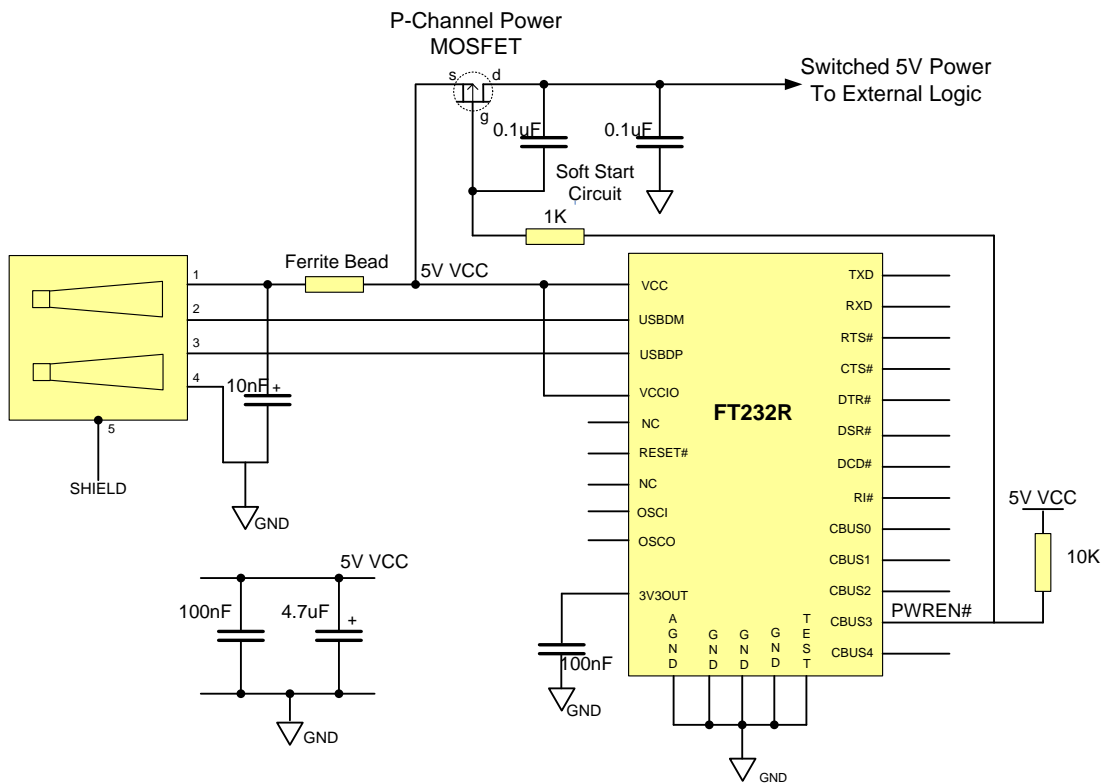 P-Channel Power
MOSFET
s
d
g
Switched 5V Power
To External Logic
0.1uF
0.1uF
Soft Start
Circuit
1K
Ferrite Bead
5V VCC
1
2
3
4
5
SHIELD
10nF
+
GND
VCC
USBDM
USBDP
VCCIO
NC
RESET#
NC
OSCI
OSCO
3V3OUT
FT232R
TXD
RXD
RTS#
CTS#
DTR#
DSR#
DCD#
RI#
CBUS0
CBUS1
CBUS2
CBUS3
CBUS4
PWREN#
5V VCC
10K
AGND
GND
GND
GND
TEST
100nF
GND
GND
5V VCC
100nF
4.7uF
+
GND